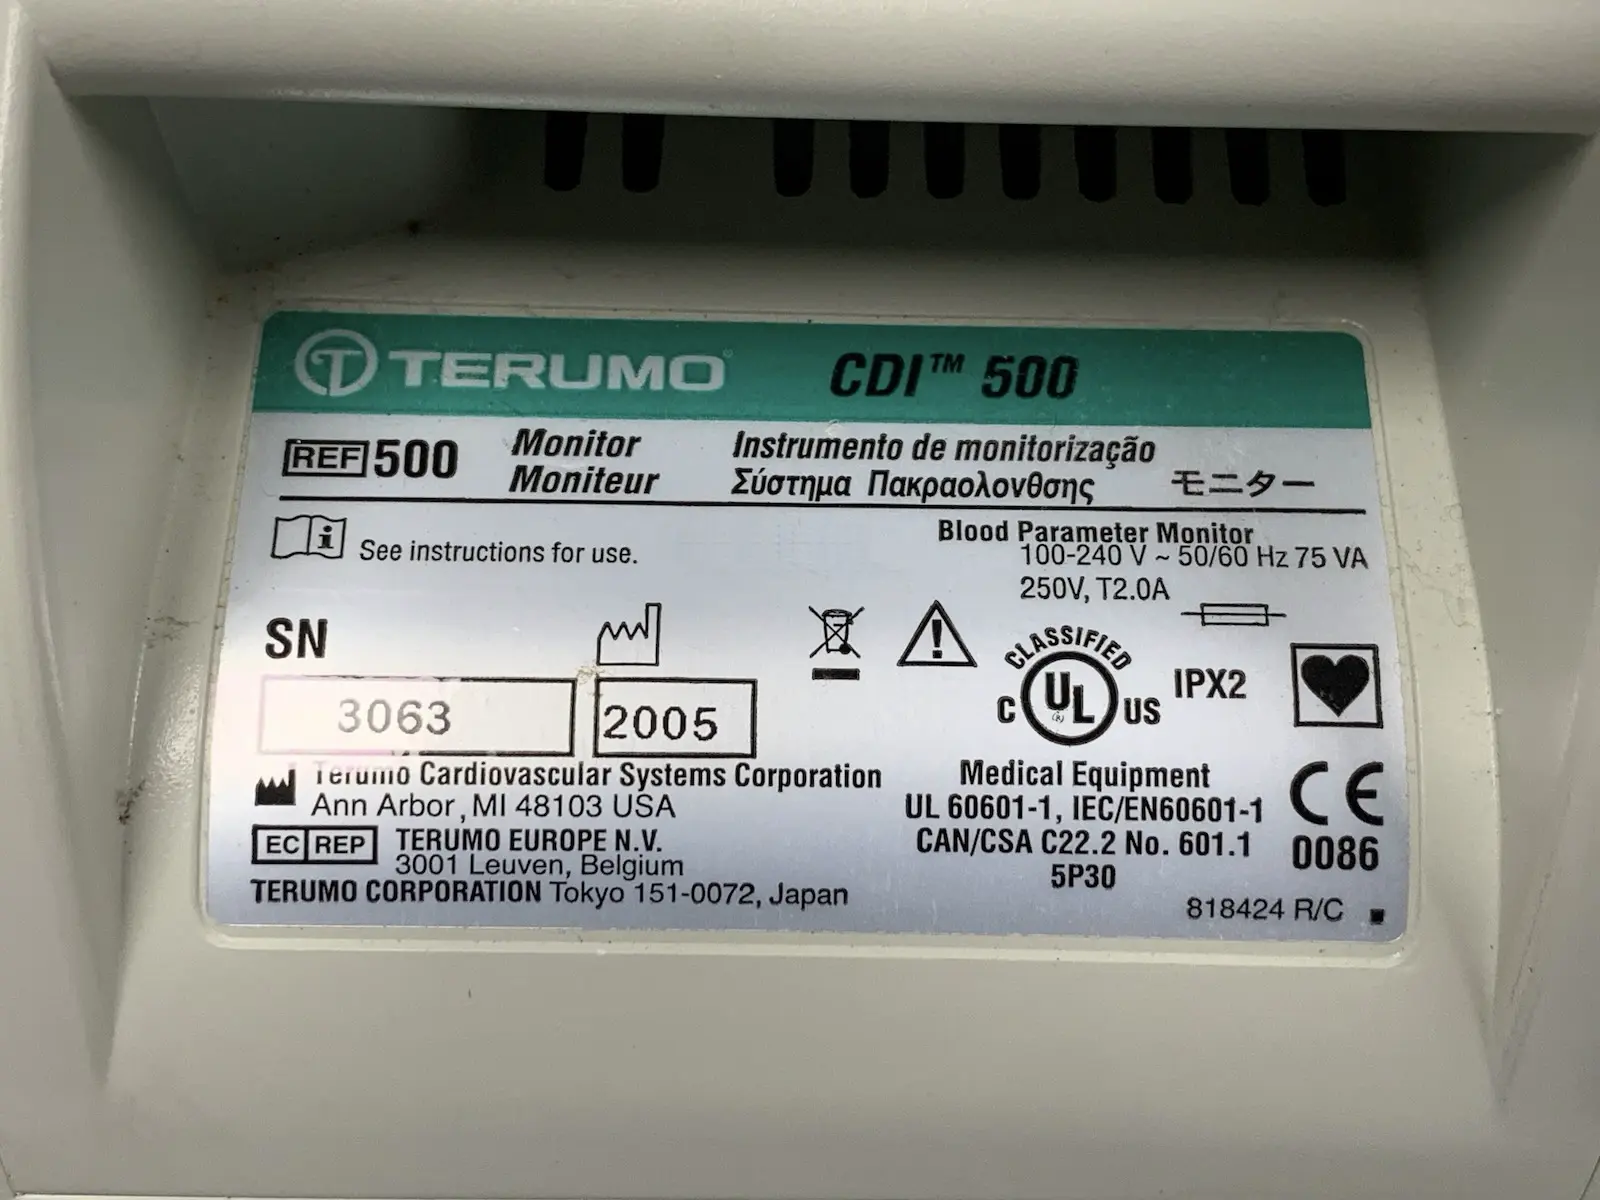 TERUMO® CDI™ 500
REF 500 Monitor Instrumento de monitorização
Moniteur Σύστημα Πακραολονθσης モニター
Blood Parameter Monitor
i See instructions for use. 100-240 V ~ 50/60 Hz 75 VA
250V, T2.0A
SN
CLASSIFIED
C UL US IPX2
3063 2005
Terumo Cardiovascular Systems Corporation
Ann Arbor, MI 48103 USA
EC REP TERUMO EUROPE N.V.
3001 Leuven, Belgium
TERUMO CORPORATION Tokyo 151-0072, Japan
Medical Equipment
UL 60601-1, IEC/EN60601-1
CAN/CSA C22.2 No. 601.1
5P30
CE
0086
818424 R/C